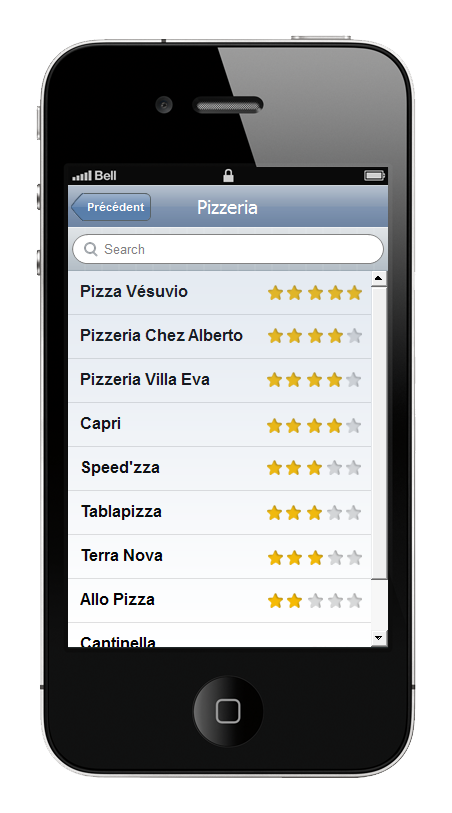 Bell
Précédent
Pizzeria
Search
Pizza Vésuvio
Pizzeria Chez Alberto
Pizzeria Villa Eva
Capri
Speed'zza
Tablapizza
Terra Nova
Allo Pizza
Cantinella